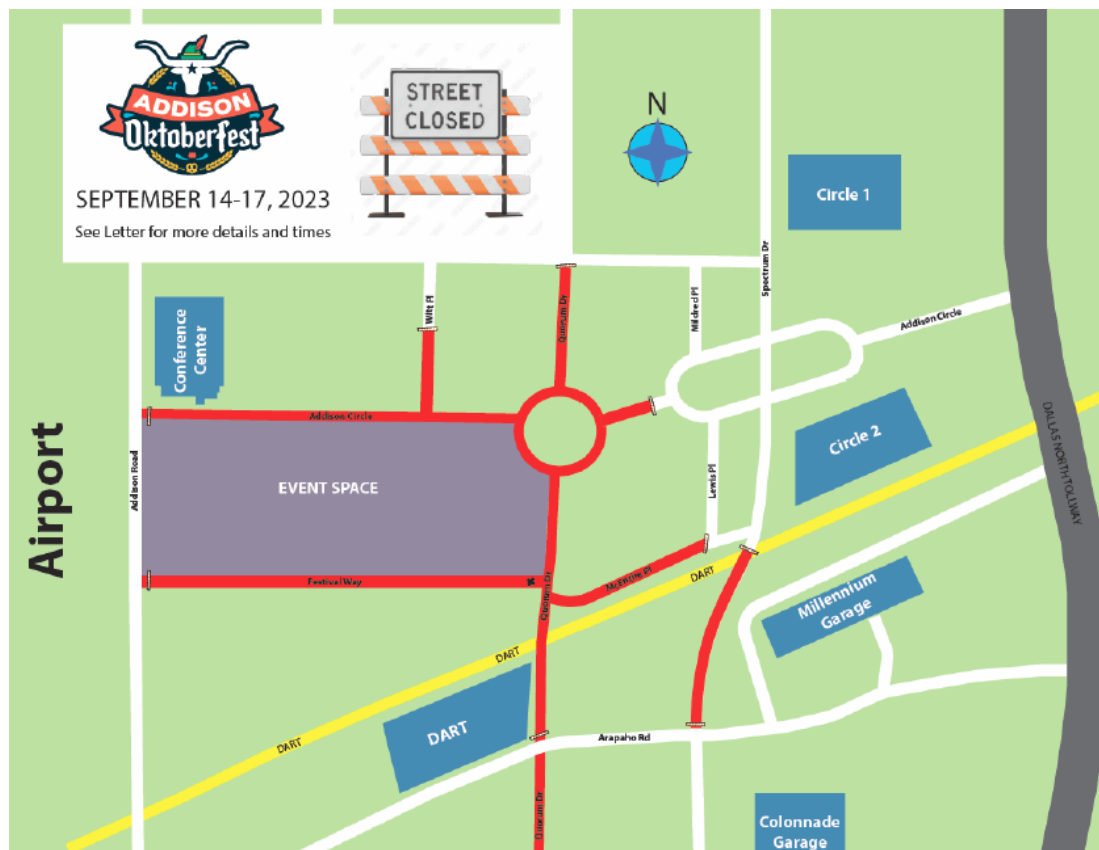 ADDISON
Oktoberfest
SEPTEMBER 14-17, 2023
See Letter for more details and times
STREET
CLOSED
N
Circle 1
Spectrum Dr
Witt Pl
Quorum Dr
Mildred Pl
Addison Circle
Conference
Center
Addison Circle
Airport
Addison Road
EVENT SPACE
Lewis Pl
Circle 2
DALLAS NORTH TOLLWAY
Festival Way
Quorum Dr
McEntire Pl
DART
Millennium
Garage
DART
DART
DART
Arapaho Rd
Quorum Dr
Colonnade
Garage